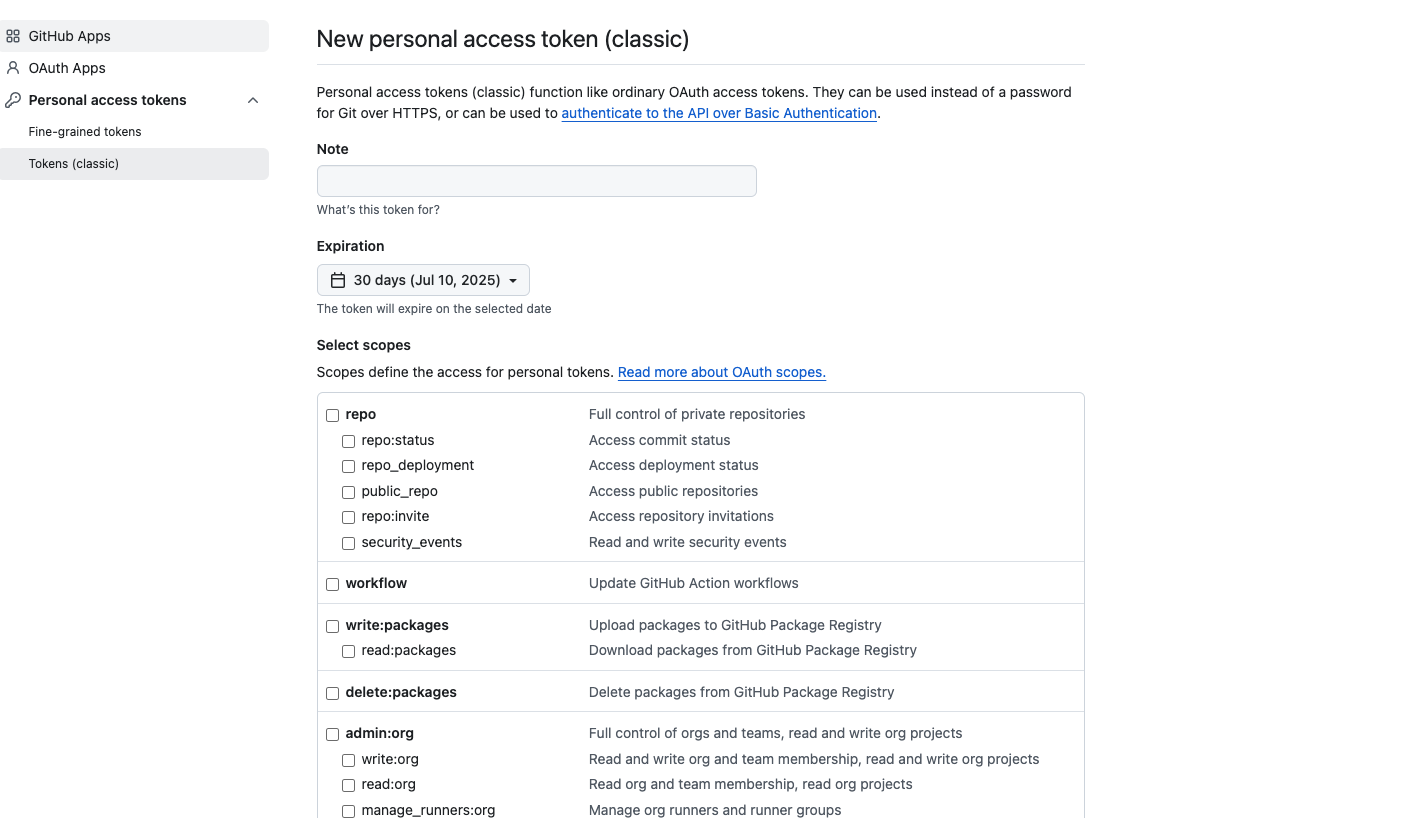 GitHub Apps
OAuth Apps
Personal access tokens
Fine-grained tokens
Tokens (classic)
New personal access token (classic)
Personal access tokens (classic) function like ordinary OAuth access tokens. They can be used instead of a password
for Git over HTTPS, or can be used to authenticate to the API over Basic Authentication.
Note
What's this token for?
Expiration
30 days (Jul 10, 2025)
The token will expire on the selected date
Select scopes
Scopes define the access for personal tokens. Read more about OAuth scopes.
repo Full control of private repositories
repo:status Access commit status
repo_deployment Access deployment status
public_repo Access public repositories
repo:invite Access repository invitations
security_events Read and write security events
workflow Update GitHub Action workflows
write:packages Upload packages to GitHub Package Registry
read:packages Download packages from GitHub Package Registry
delete:packages Delete packages from GitHub Package Registry
admin:org Full control of orgs and teams, read and write org projects
write:org Read and write org and team membership, read and write org projects
read:org Read org and team membership, read org projects
manage_runners:org Manage org runners and runner groups